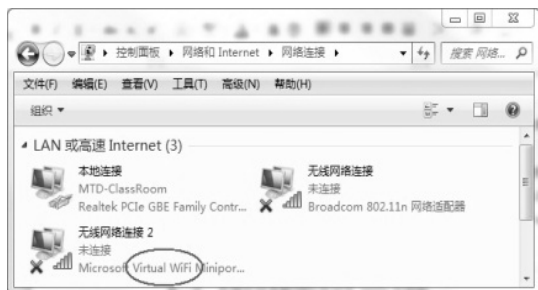 控制面板 ▸ 网络和 Internet ▸ 网络连接 ▸ 搜索 网络...
文件(F) 编辑(E) 查看(V) 工具(T) 高级(N) 帮助(H)
组织
LAN 或高速 Internet (3)
本地连接
MTD-ClassRoom
Realtek PCIe GBE Family Contr...
无线网络连接
未连接
Broadcom 802.11n 网络适配器
无线网络连接 2
未连接
Microsoft Virtual WiFi Minipor...